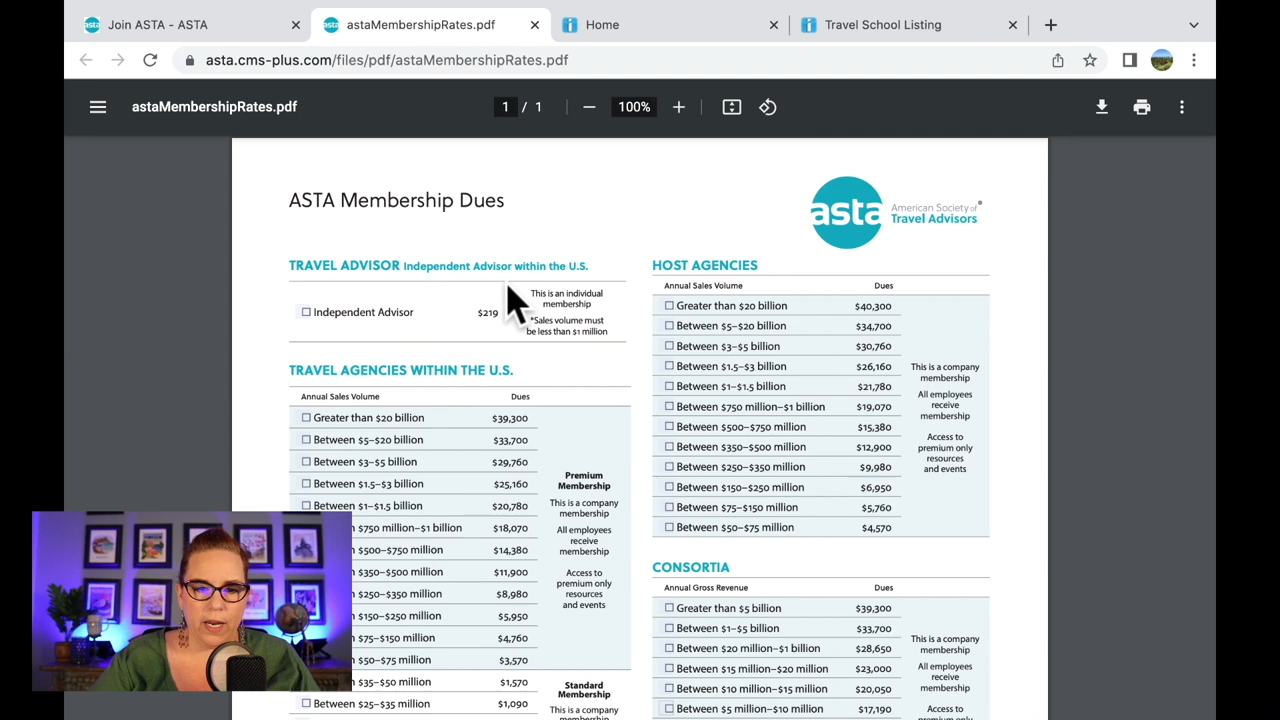 Join ASTA - ASTA
astaMembershipRates.pdf
Home
Travel School Listing
asta.cms-plus.com/files/pdf/astaMembershipRates.pdf
astaMembershipRates.pdf
1 / 1
100%
ASTA Membership Dues
asta American Society of
Travel Advisors
TRAVEL ADVISOR Independent Advisor within the U.S.
Independent Advisor $219
This is an individual
membership
*Sales volume must
be less than $1 million
TRAVEL AGENCIES WITHIN THE U.S.
Annual Sales Volume Dues
Greater than $20 billion $39,300
Between $5–$20 billion $33,700
Between $3–$5 billion $29,760
Between $1.5–$3 billion $25,160
Between $1–$1.5 billion $20,780
$750 million–$1 billion $18,070
$500–$750 million $14,380
$350–$500 million $11,900
$250–$350 million $8,980
$150–$250 million $5,950
$75–$150 million $4,760
$50–$75 million $3,570
$35–$50 million $1,570
Between $25–$35 million $1,090
Premium
Membership
This is a company
membership
All employees
receive
membership
Access to
premium only
resources
and events
Standard
Membership
This is a company
HOST AGENCIES
Annual Sales Volume Dues
Greater than $20 billion $40,300
Between $5–$20 billion $34,700
Between $3–$5 billion $30,760
Between $1.5–$3 billion $26,160
Between $1–$1.5 billion $21,780
Between $750 million–$1 billion $19,070
Between $500–$750 million $15,380
Between $350–$500 million $12,900
Between $250–$350 million $9,980
Between $150–$250 million $6,950
Between $75–$150 million $5,760
Between $50–$75 million $4,570
This is a company
membership
All employees
receive
membership
Access to
premium only
resources
and events
CONSORTIA
Annual Gross Revenue Dues
Greater than $5 billion $39,300
Between $1–$5 billion $33,700
Between $20 million–$1 billion $28,650
Between $15 million–$20 million $23,000
Between $10 million–$15 million $20,050
Between $5 million–$10 million $17,190
This is a company
membership
All employees
receive
membership
Access to
premium only